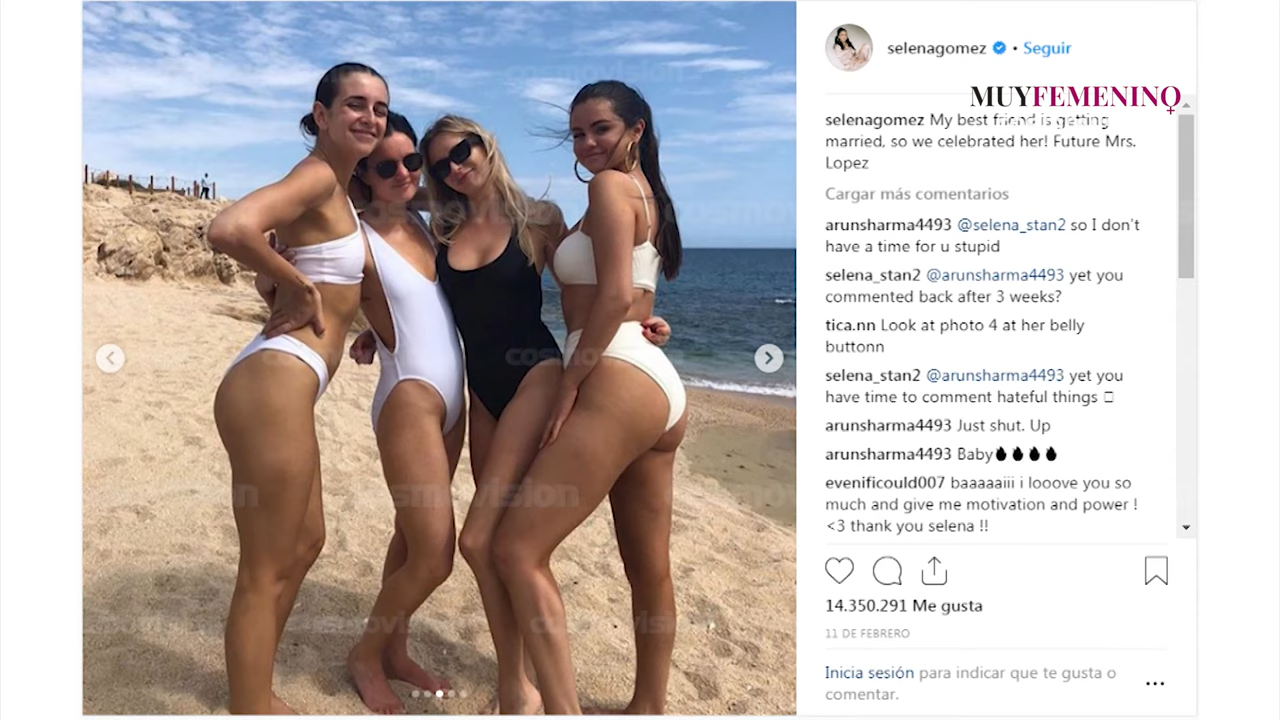 selenagomez • Seguir
MUYFEMENINO
selenagomez My best friend is getting
married, so we celebrated her! Future Mrs.
Lopez
Cargar más comentarios
arunsharma4493 @selena_stan2 so I don't
have a time for u stupid
selena_stan2 @arunsharma4493 yet you
commented back after 3 weeks?
tica.nn Look at photo 4 at her belly
buttonn
selena_stan2 @arunsharma4493 yet you
have time to comment hateful things
arunsharma4493 Just shut. Up
arunsharma4493 Baby
evenificould007 baaaaaiii i looove you so
much and give me motivation and power !
<3 thank you selena !!
14.350.291 Me gusta
11 DE FEBRERO
Inicia sesión para indicar que te gusta o
comentar.
cosmovision